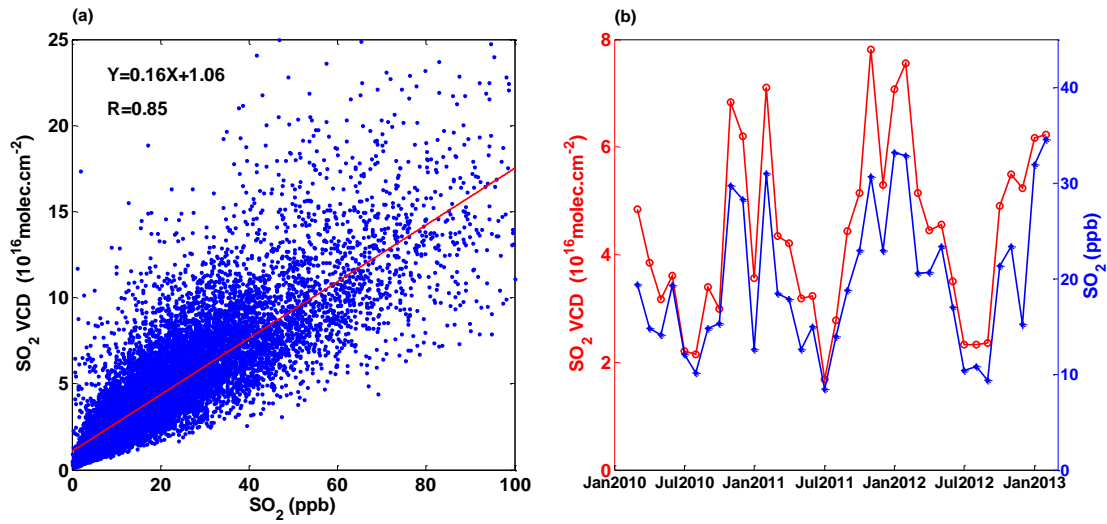 (a)
Y=0.16X+1.06
R=0.85
25
20
15
10
5
0
SO2 VCD (10^16 molec.cm^-2)
0 20 40 60 80 100
SO2 (ppb)
(b)
8
6
4
2
0
SO2 VCD (10^16 molec.cm^-2)
40
30
20
10
0
SO2 (ppb)
Jan2010 Jul2010 Jan2011 Jul2011 Jan2012 Jul2012 Jan2013